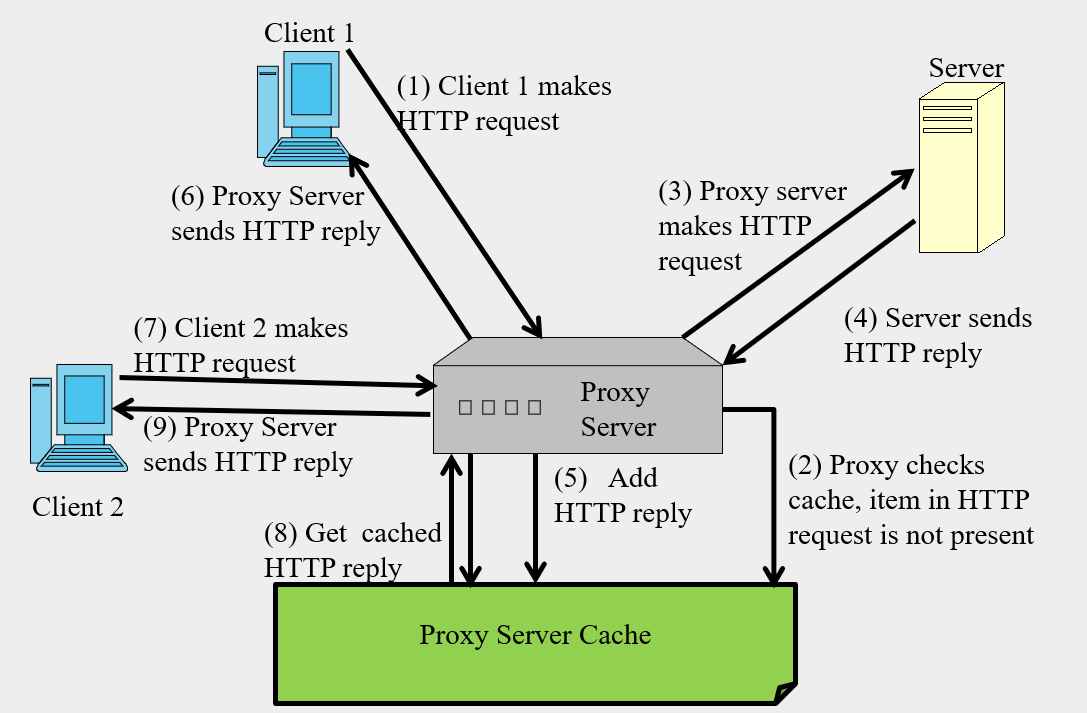 Client 1
(1) Client 1 makes
HTTP request
Server
(6) Proxy Server
sends HTTP reply
(3) Proxy server
makes HTTP
request
(4) Server sends
HTTP reply
(7) Client 2 makes
HTTP request
Proxy
Server
(9) Proxy Server
sends HTTP reply
Client 2
(2) Proxy checks
cache, item in HTTP
request is not present
(5) Add
HTTP reply
(8) Get cached
HTTP reply
Proxy Server Cache